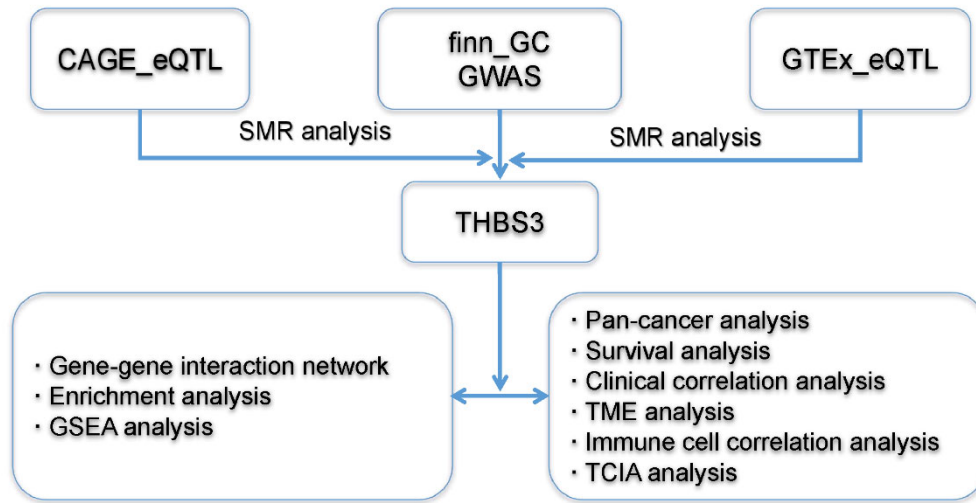 CAGE_eQTL
finn_GC
GWAS
GTEx_eQTL
SMR analysis
SMR analysis
THBS3
· Gene-gene interaction network
· Enrichment analysis
· GSEA analysis
· Pan-cancer analysis
· Survival analysis
· Clinical correlation analysis
· TME analysis
· Immune cell correlation analysis
· TCIA analysis